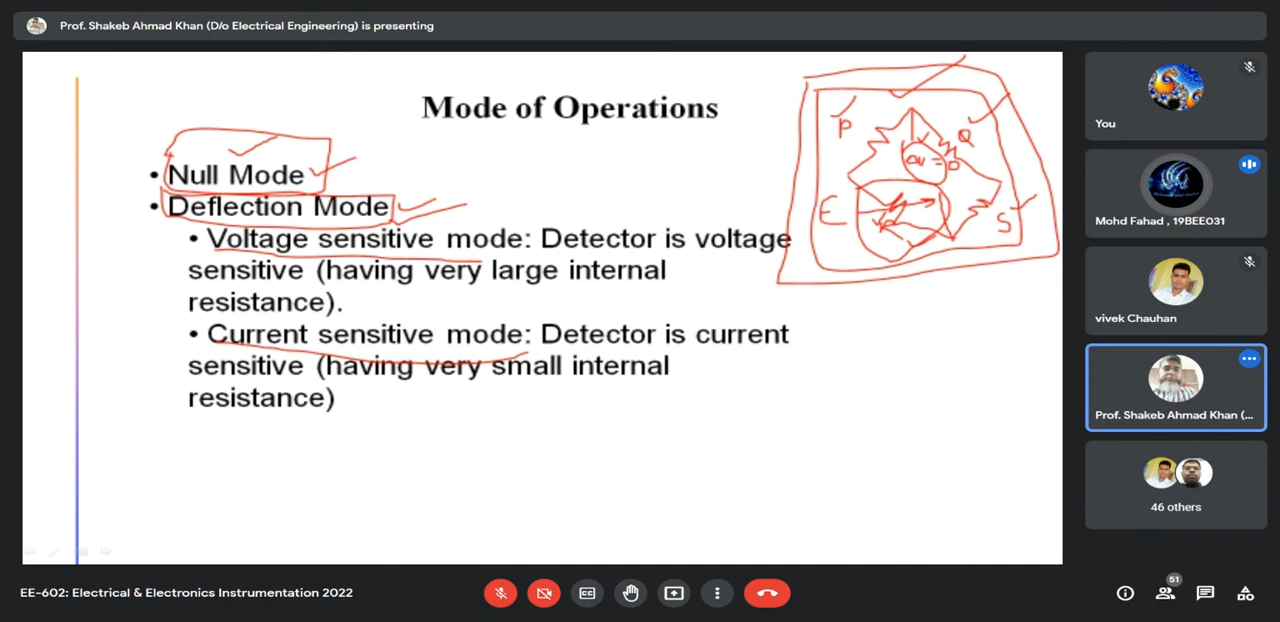 Prof. Shakeb Ahmad Khan (D/o Electrical Engineering) is presenting
Mode of Operations
• Null Mode
• Deflection Mode
• Voltage sensitive mode: Detector is voltage
sensitive (having very large internal
resistance).
• Current sensitive mode: Detector is current
sensitive (having very small internal
resistance)
P
Q
E
S
You
Mohd Fahad , 19BEE031
vivek Chauhan
Prof. Shakeb Ahmad Khan (...
46 others
EE-602: Electrical & Electronics Instrumentation 2022
51